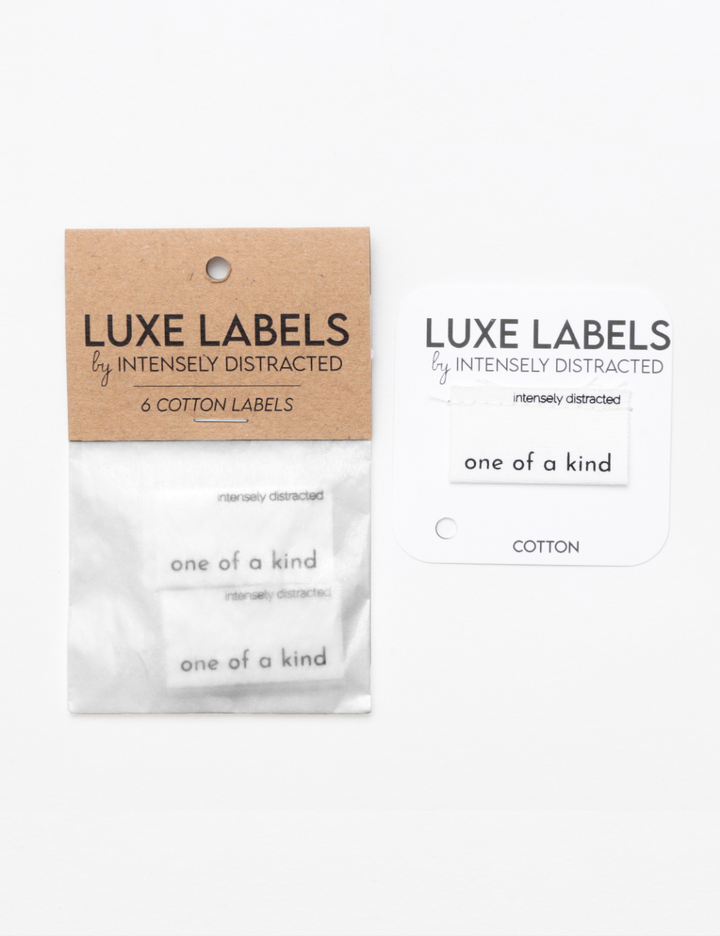 LUXE LABELS
by INTENSELY DISTRACTED
6 COTTON LABELS
intensely distracted
one of a kind
intensely distracted
one of a kind
LUXE LABELS
by INTENSELY DISTRACTED
intensely distracted
one of a kind
COTTON